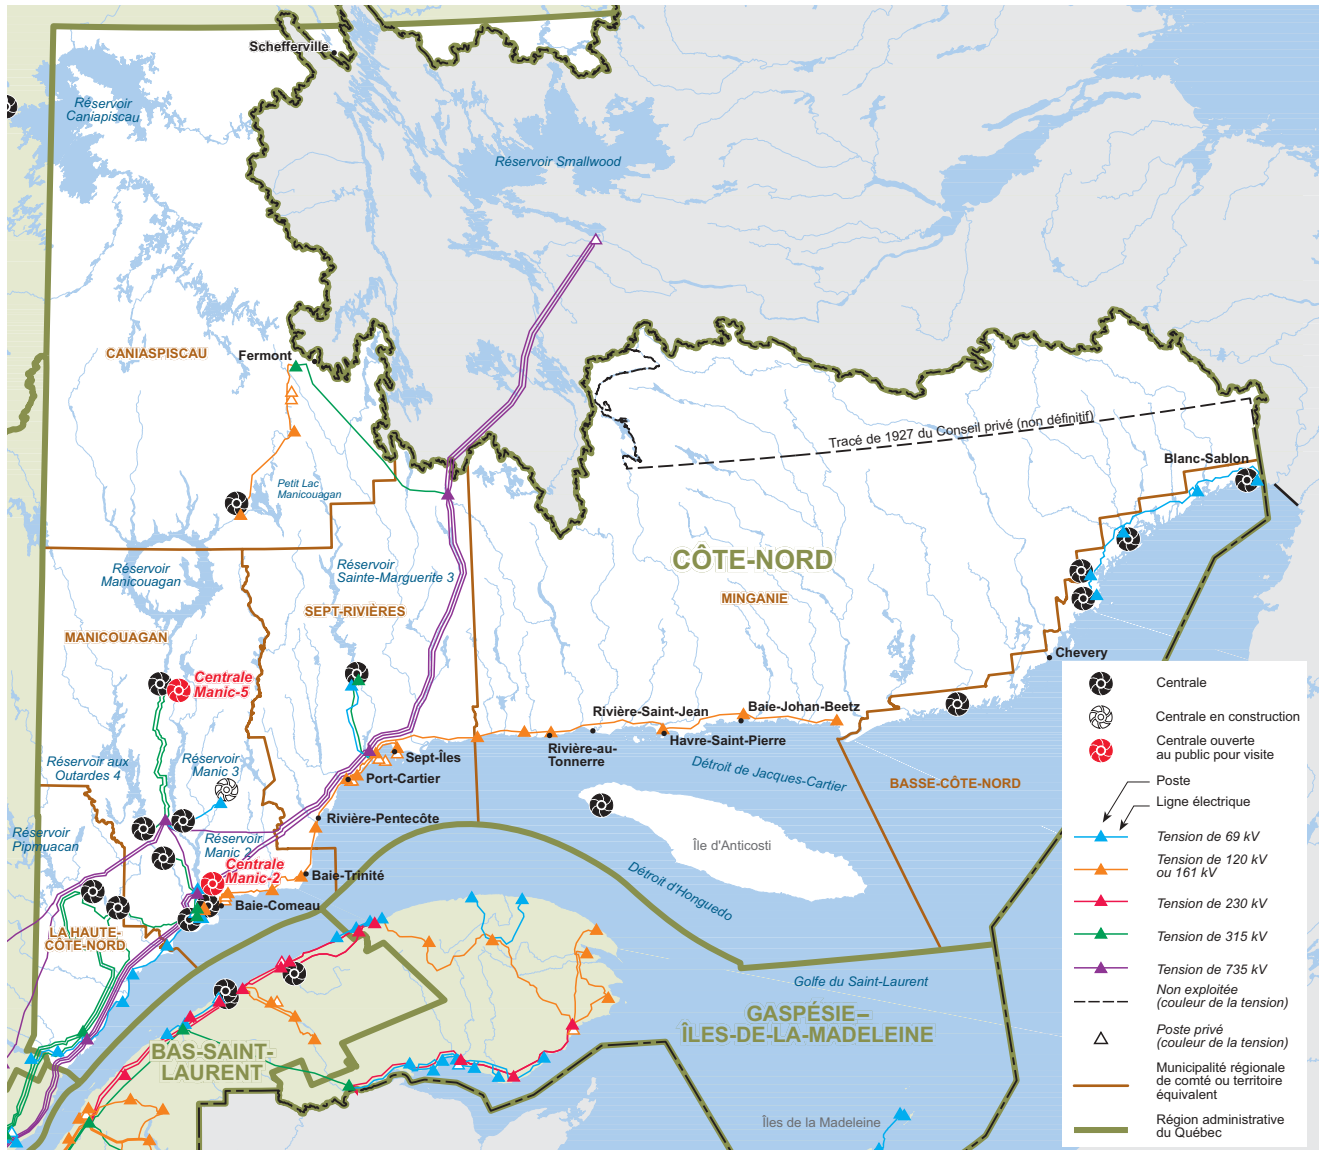 Schefferville
Réservoir
Caniapiscau
Réservoir Smallwood
CANIASPISCAU
Fermont
Tracé de 1927 du Conseil privé (non définitif)
Blanc-Sablon
Petit Lac
Manicouagan
CÔTE-NORD
Réservoir
Manicouagan
Réservoir
Sainte-Marguerite 3
MINGANIE
SEPT-RIVIÈRES
MANICOUAGAN
Chevery
Centrale
Manic-5
Rivière-Saint-Jean
Baie-Johan-Beetz
Havre-Saint-Pierre
Rivière-au-
Tonnerre
Sept-Îles
Port-Cartier
Réservoir aux
Outardes 4
Réservoir
Manic 3
Détroit de Jacques-Cartier
BASSE-CÔTE-NORD
Rivière-Pentecôte
Réservoir
Pipmuacan
Réservoir
Manic 2
Île d'Anticosti
Centrale
Manic-2
Baie-Trinité
Détroit d'Honguedo
Baie-Comeau
LA HAUTE-
CÔTE-NORD
Golfe du Saint-Laurent
GASPÉSIE–
ÎLES-DE-LA-MADELEINE
BAS-SAINT-
LAURENT
Îles de la Madeleine
Centrale
Centrale en construction
Centrale ouverte
au public pour visite
Poste
Ligne électrique
Tension de 69 kV
Tension de 120 kV
ou 161 kV
Tension de 230 kV
Tension de 315 kV
Tension de 735 kV
Non exploitée
(couleur de la tension)
Poste privé
(couleur de la tension)
Municipalité régionale
de comté ou territoire
équivalent
Région administrative
du Québec